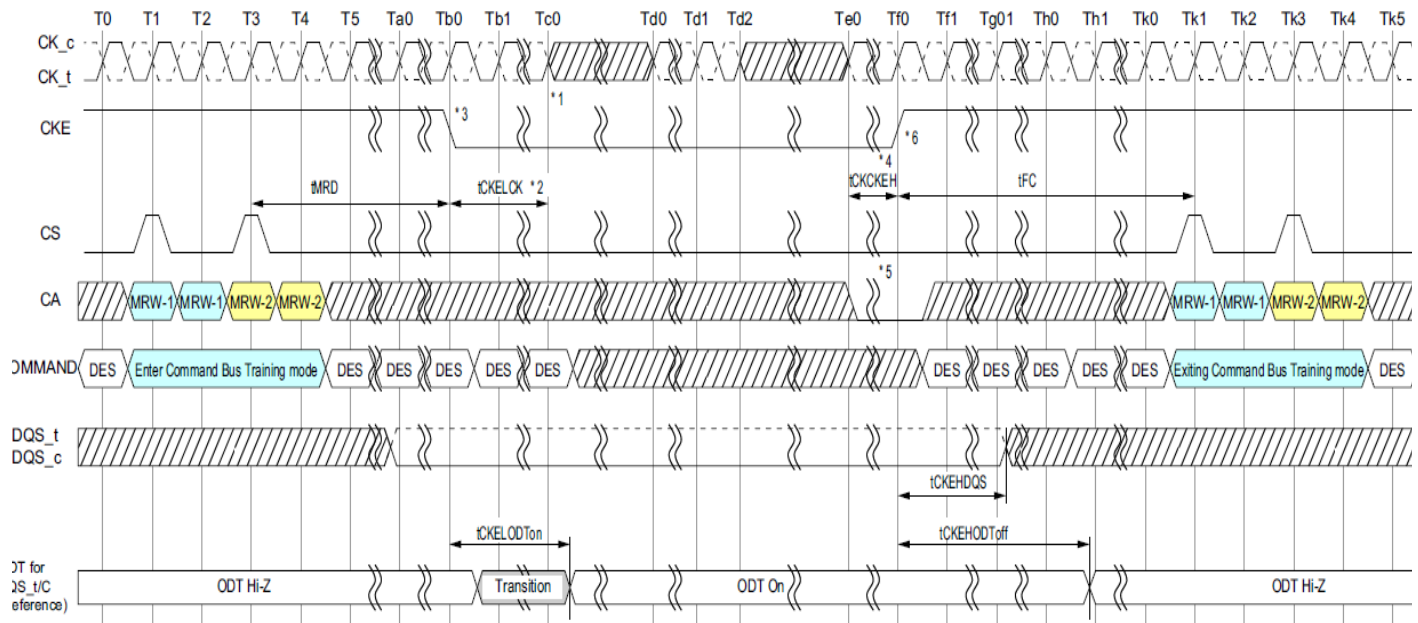 T0 T1 T2 T3 T4 T5 Ta0 Tb0 Tb1 Tc0 Td0 Td1 Td2 Te0 Tf0 Tf1 Tg01 Th0 Th1 Tk0 Tk1 Tk2 Tk3 Tk4 Tk5
CK_c
CK_t
*1
CKE
*3
*6
*4
tMRD
tCKELCK *2
tCKCKEH
tFC
CS
*5
CA
MRW-1 MRW-1 MRW-2 MRW-2 MRW-1 MRW-1 MRW-2 MRW-2
OMMAND
DES Enter Command Bus Training mode DES DES DES DES DES DES DES DES DES DES Exiting Command Bus Training mode DES
DQS_t
DQS_c
tCKEHDQS
tCKELODTon
tCKEHODToff
DT for
QS_t/C
eference)
ODT Hi-Z Transition ODT On ODT Hi-Z